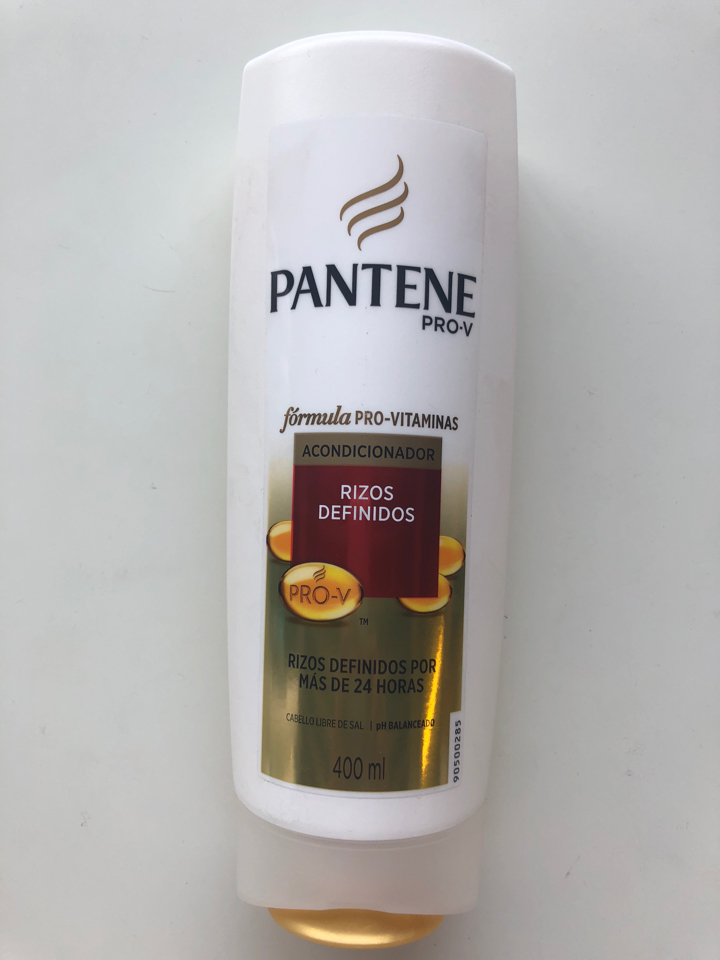 PANTENE
PRO-V
fórmula PRO-VITAMINAS
ACONDICIONADOR
RIZOS
DEFINIDOS
PRO-V
TM
RIZOS DEFINIDOS POR
MÁS DE 24 HORAS
CABELLO LIBRE DE SAL | pH BALANCEADO
400 ml
90500285